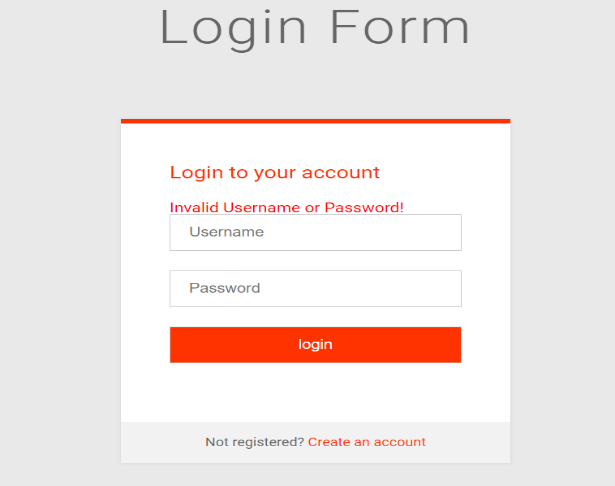 Login Form
Login to your account
Invalid Username or Password!
Username
Password
login
Not registered? Create an account